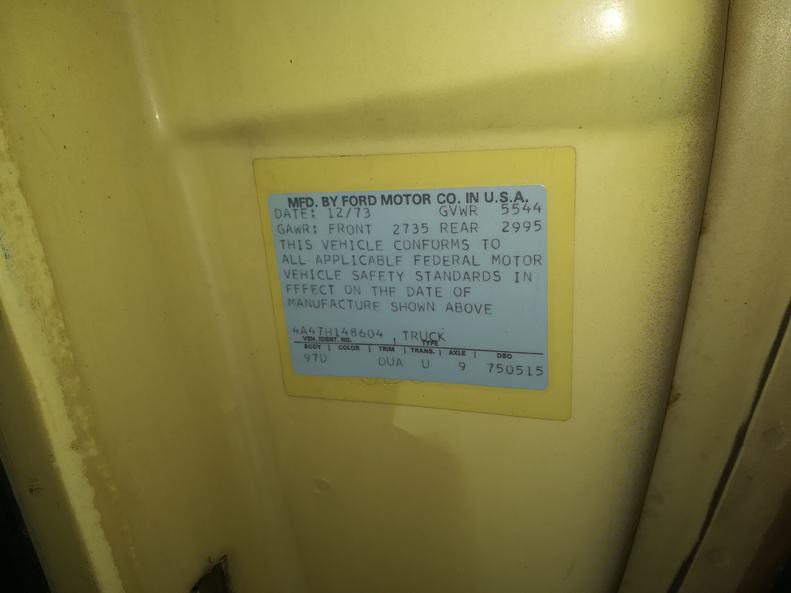 MFD. BY FORD MOTOR CO. IN U.S.A.
DATE: 12/73 GVWR 5544
GAWR: FRONT 2735 REAR 2995
THIS VEHICLE CONFORMS TO
ALL APPLICABLE FEDERAL MOTOR
VEHICLE SAFETY STANDARDS IN
EFFECT ON THE DATE OF
MANUFACTURE SHOWN ABOVE
4A47H148604 TRUCK
VEH. IDENT. NO. TYPE
BODY COLOR TRIM TRANS. AXLE DSO
97D DUA U 9 750515